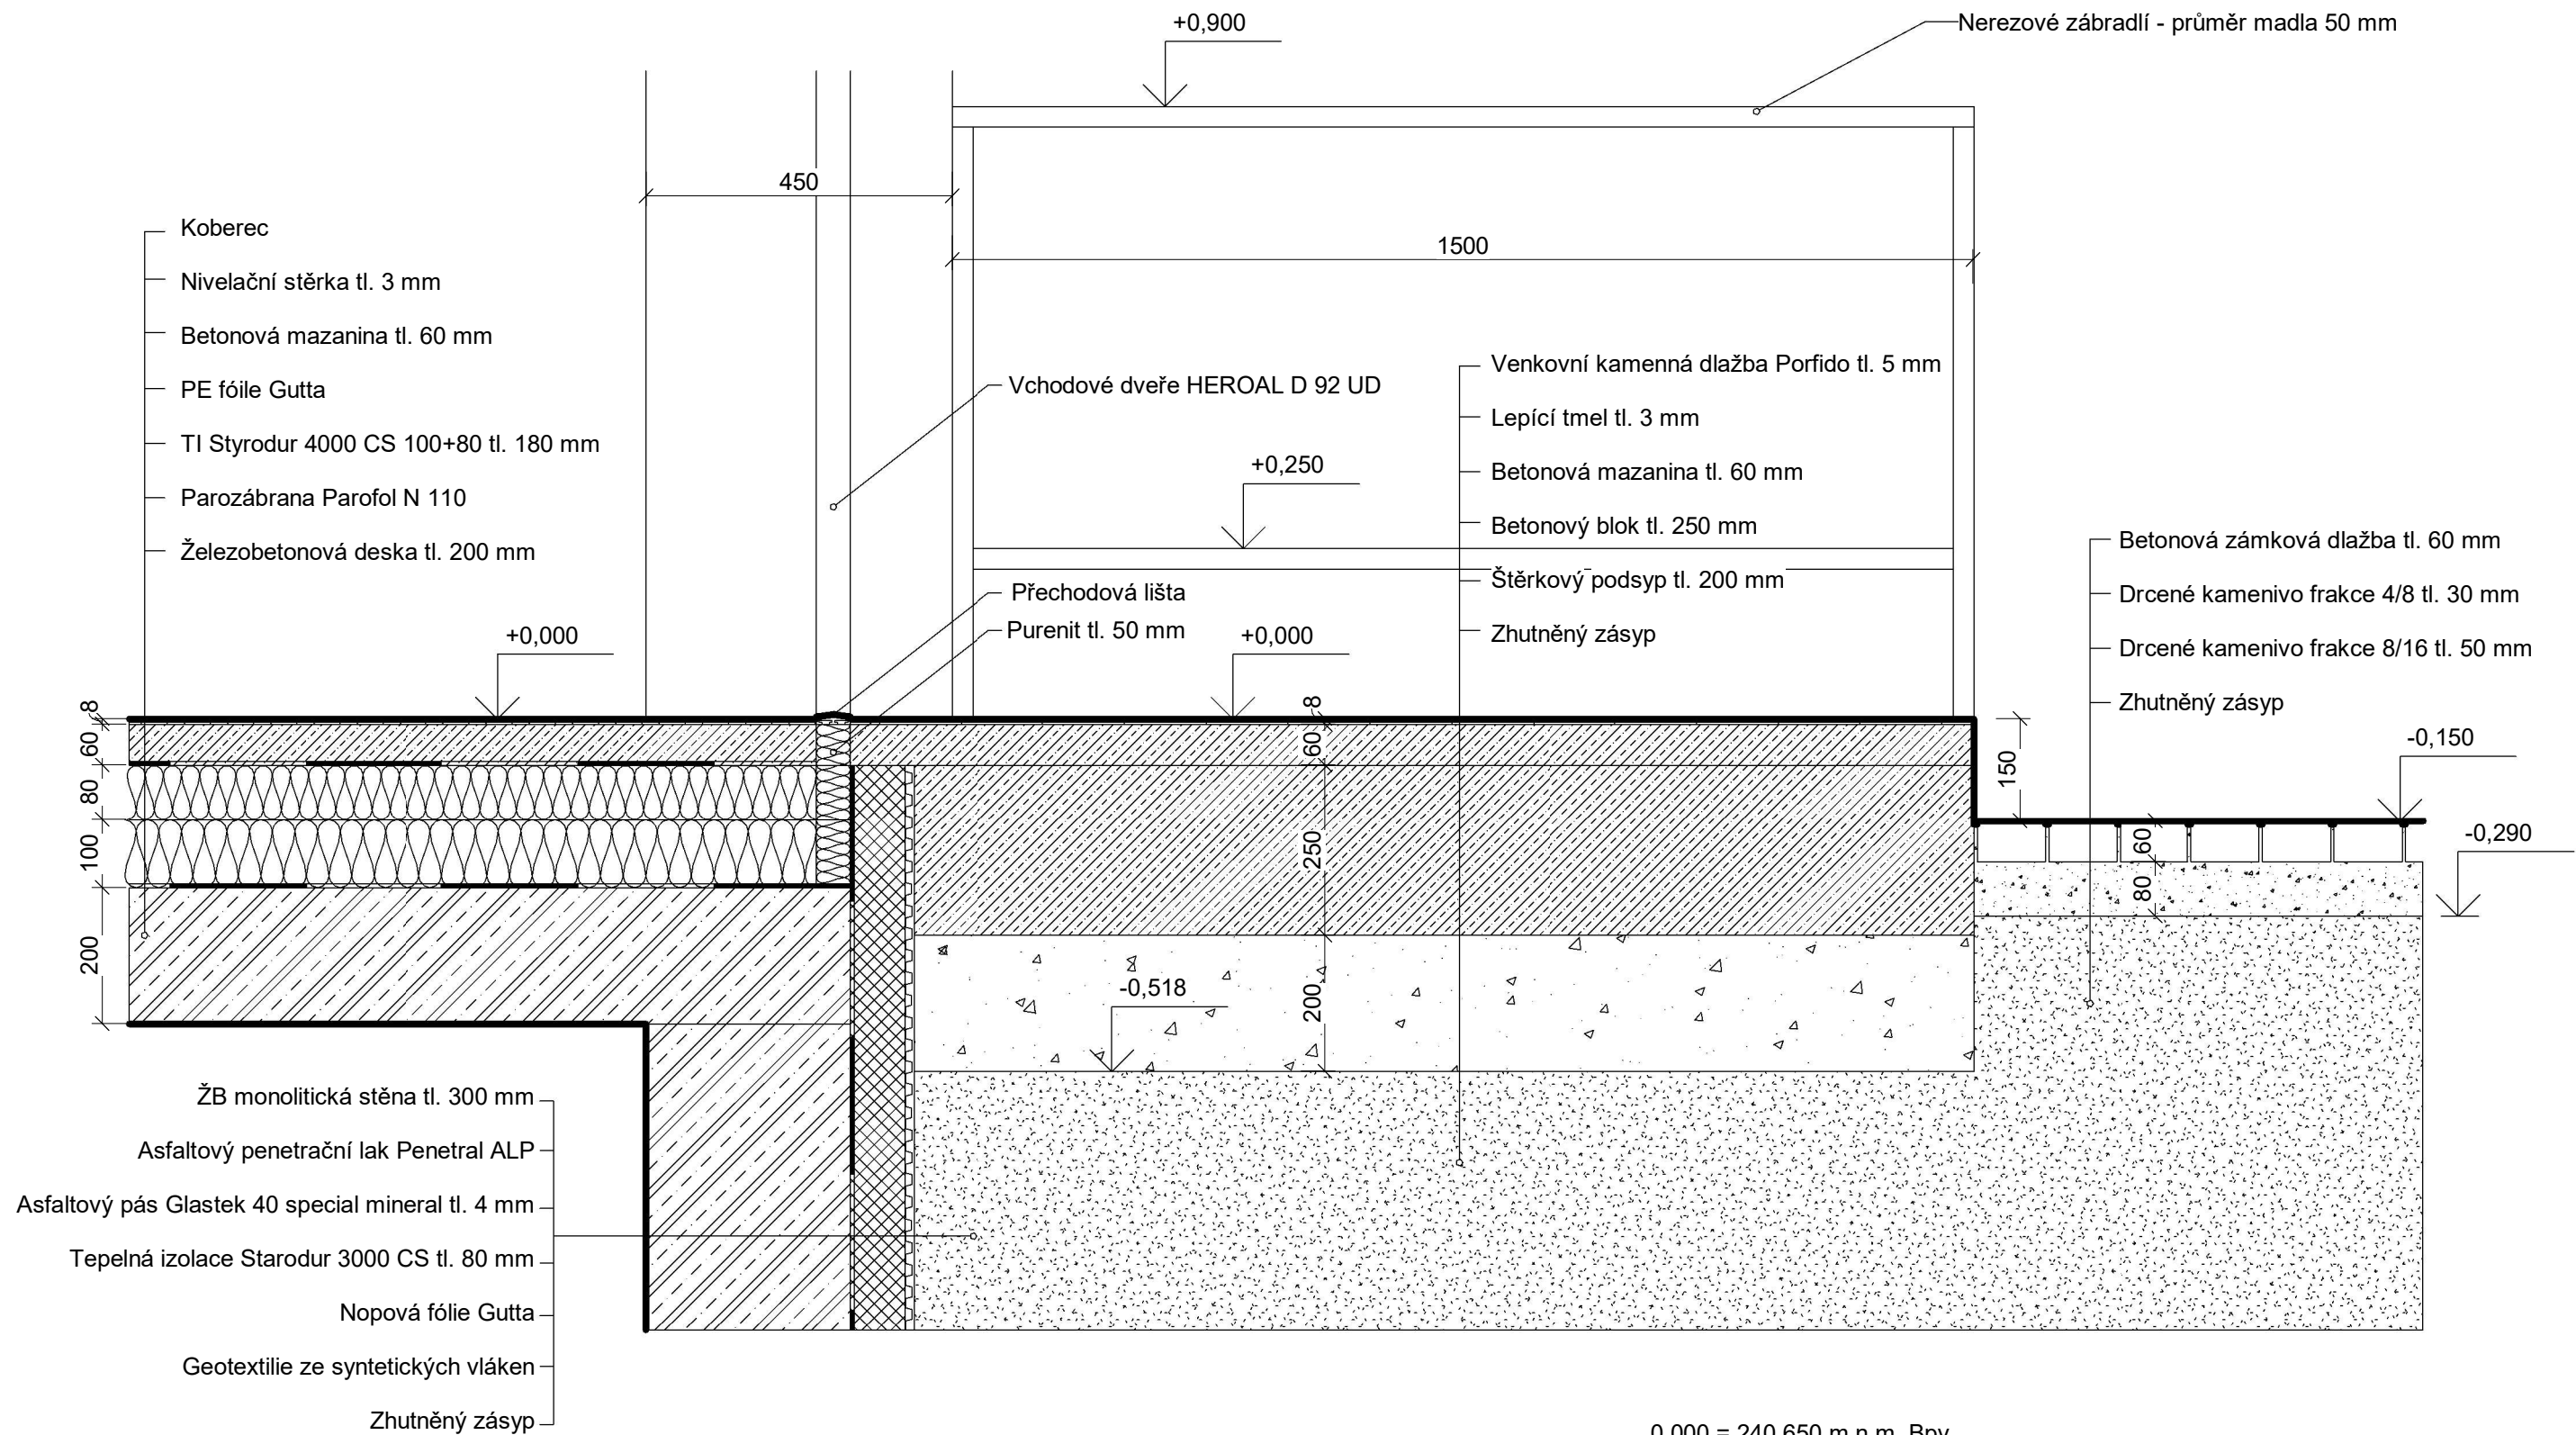 +0,900
Nerezové zábradlí - průměr madla 50 mm
450
1500
Koberec
Nivelační stěrka tl. 3 mm
Betonová mazanina tl. 60 mm
PE fóile Gutta
TI Styrodur 4000 CS 100+80 tl. 180 mm
Parozábrana Parofol N 110
Železobetonová deska tl. 200 mm
Vchodové dveře HEROAL D 92 UD
Venkovní kamenná dlažba Porfido tl. 5 mm
Lepící tmel tl. 3 mm
Betonová mazanina tl. 60 mm
Betonový blok tl. 250 mm
Štěrkový podsyp tl. 200 mm
Zhutněný zásyp
+0,250
Betonová zámková dlažba tl. 60 mm
Drcené kamenivo frakce 4/8 tl. 30 mm
Drcené kamenivo frakce 8/16 tl. 50 mm
Zhutněný zásyp
Přechodová lišta
Purenit tl. 50 mm
+0,000
+0,000
8
60
80
100
200
8
60
250
200
150
-0,150
60
80
-0,290
-0,518
ŽB monolitická stěna tl. 300 mm
Asfaltový penetrační lak Penetral ALP
Asfaltový pás Glastek 40 special mineral tl. 4 mm
Tepelná izolace Starodur 3000 CS tl. 80 mm
Nopová fólie Gutta
Geotextilie ze syntetických vláken
Zhutněný zásyp
0,000 = 240,650 m n.m. Bpv